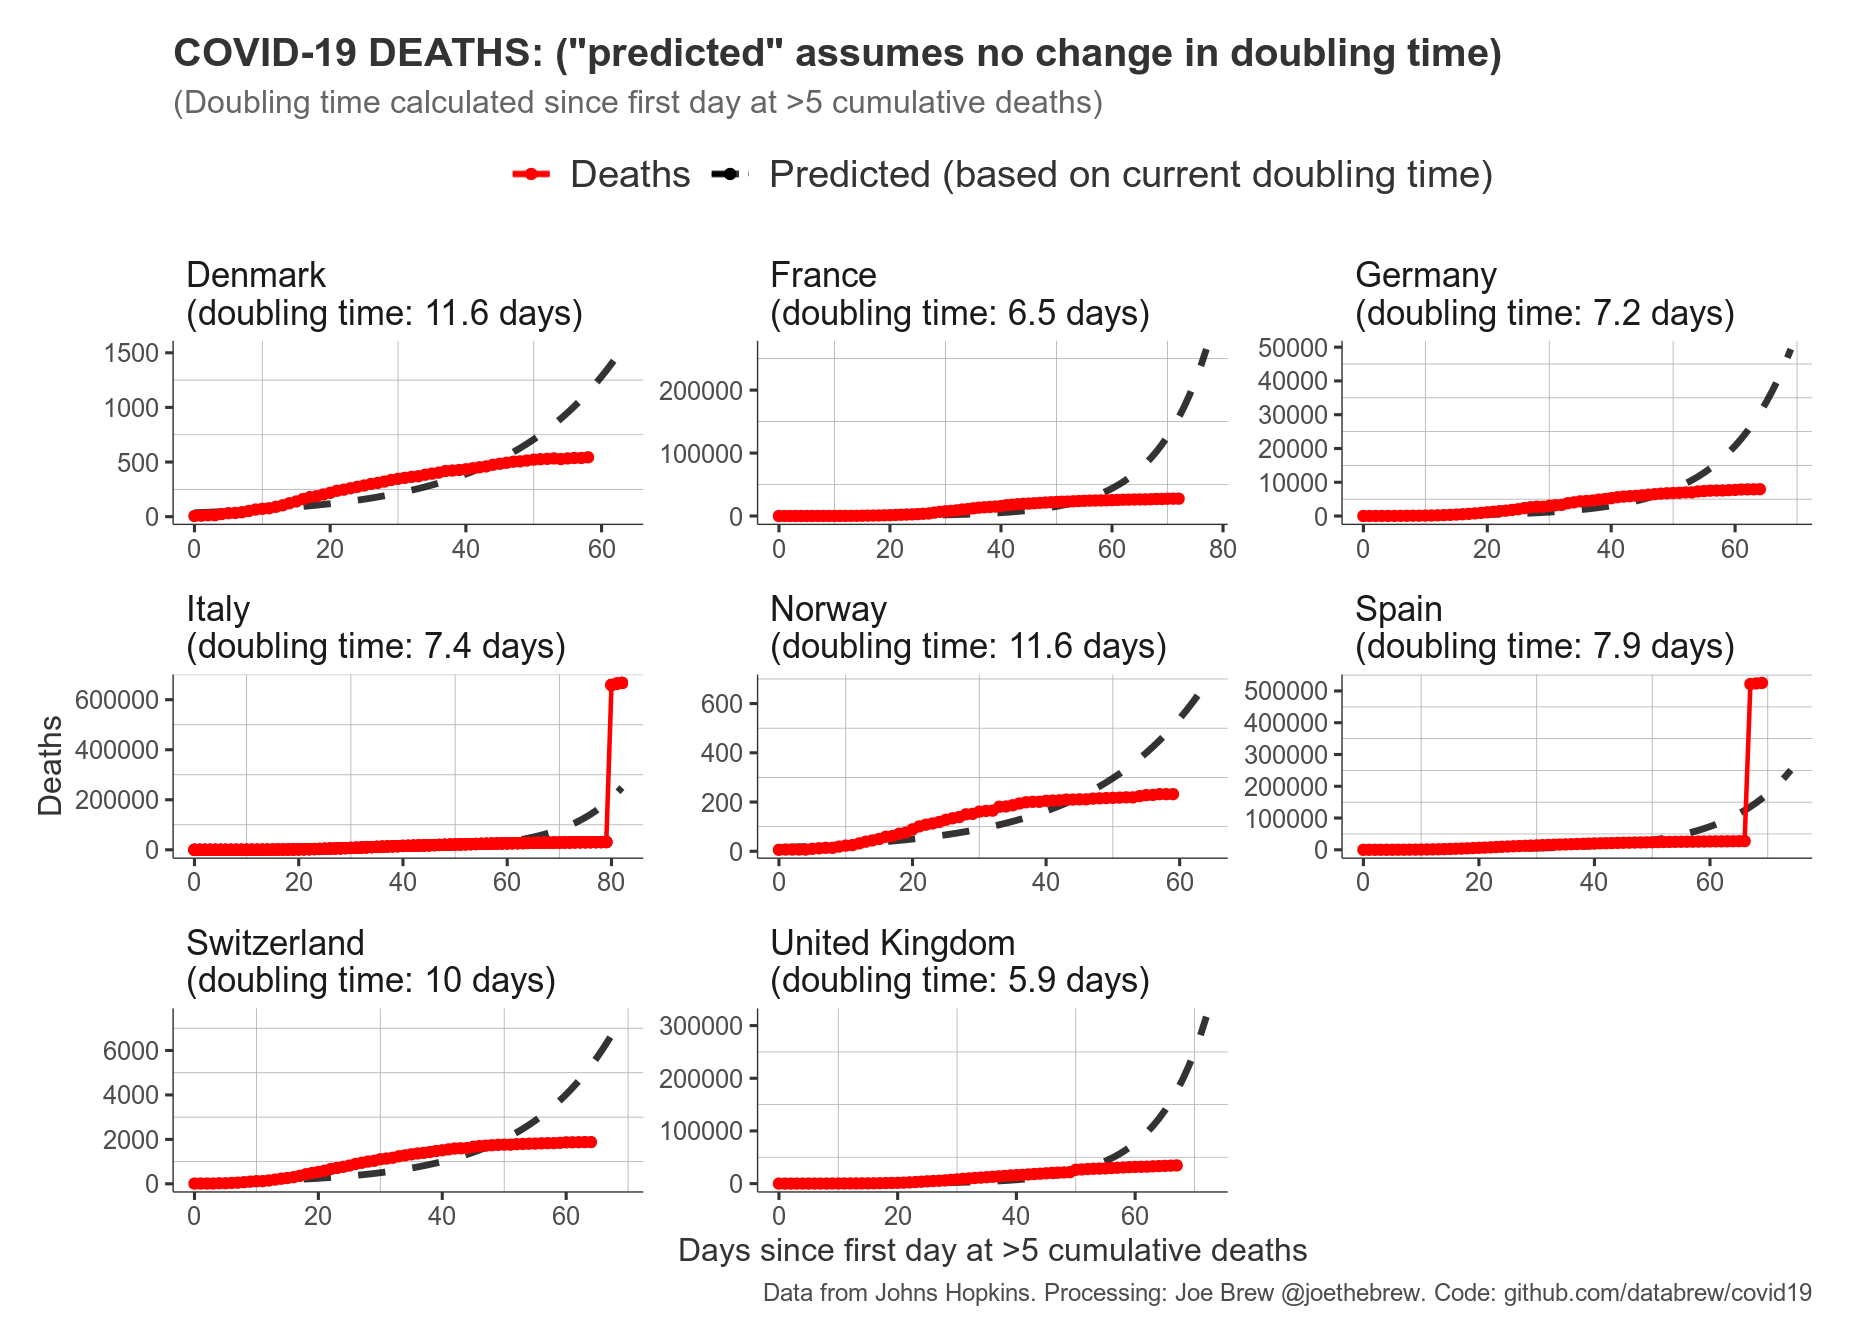 COVID-19 DEATHS: ("predicted" assumes no change in doubling time)
(Doubling time calculated since first day at >5 cumulative deaths)
Deaths Predicted (based on current doubling time)
Denmark
(doubling time: 11.6 days)
1500
1000
500
0
0 20 40 60
France
(doubling time: 6.5 days)
200000
100000
0
0 20 40 60 80
Germany
(doubling time: 7.2 days)
50000
40000
30000
20000
10000
0
0 20 40 60
Deaths
Italy
(doubling time: 7.4 days)
600000
400000
200000
0
0 20 40 60 80
Norway
(doubling time: 11.6 days)
600
400
200
0
0 20 40 60
Spain
(doubling time: 7.9 days)
500000
400000
300000
200000
100000
0
0 20 40 60
Switzerland
(doubling time: 10 days)
6000
4000
2000
0
0 20 40 60
United Kingdom
(doubling time: 5.9 days)
300000
200000
100000
0
0 20 40 60
Days since first day at >5 cumulative deaths
Data from Johns Hopkins. Processing: Joe Brew @joethebrew. Code: github.com/databrew/covid19